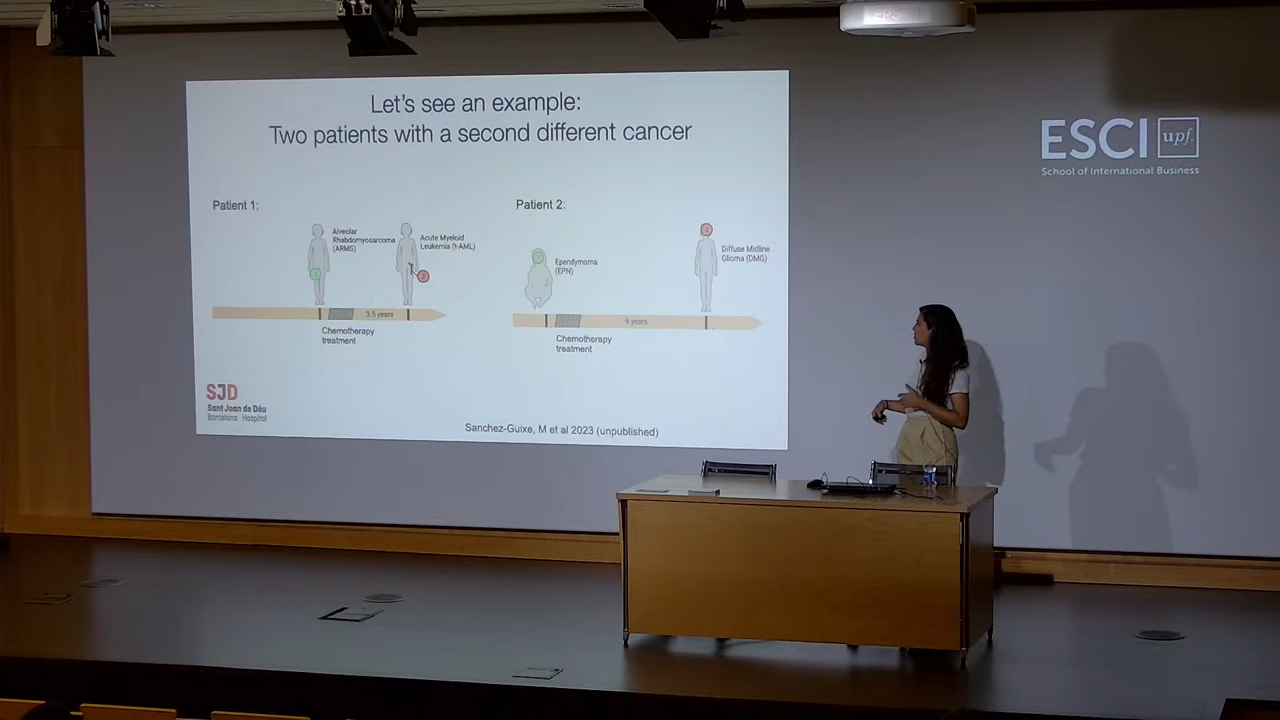 Let's see an example:
Two patients with a second different cancer
Patient 1:
Alveolar
Rhabdomyosarcoma
(ARMS)
Acute Myeloid
Leukemia (t-AML)
2
3.5 years
Chemotherapy
treatment
Patient 2:
Ependymoma
(EPN)
Diffuse Midline
Glioma (DMG)
9 years
Chemotherapy
treatment
SJD
Sant Joan de Déu
Barcelona · Hospital
Sanchez-Guixe, M et al 2023 (unpublished)
ESCI upf.
School of International Business
EPSON